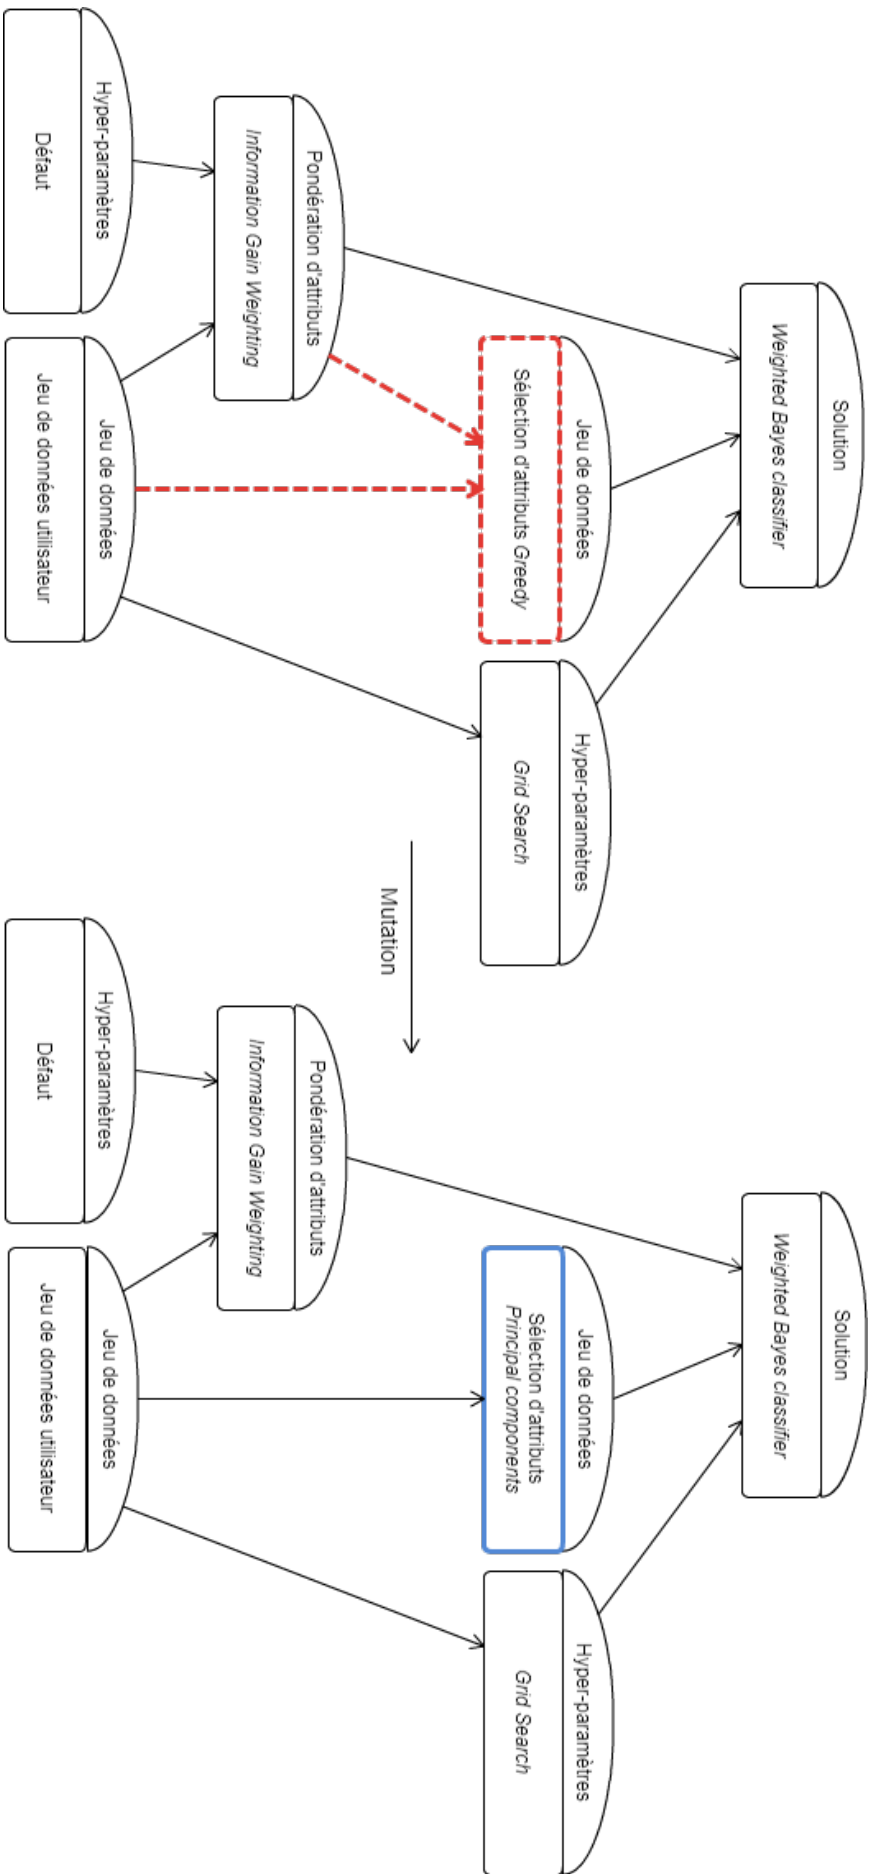 Solution
Weighted Bayes classifier
Jeu de données
Sélection d'attributs Greedy
Hyper-paramètres
Grid Search
Pondération d'attributs
Information Gain Weighting
Hyper-paramètres
Défaut
Jeu de données
Jeu de données utilisateur
Mutation
Solution
Weighted Bayes classifier
Jeu de données
Sélection d'attributs
Principal components
Hyper-paramètres
Grid Search
Pondération d'attributs
Information Gain Weighting
Hyper-paramètres
Défaut
Jeu de données
Jeu de données utilisateur